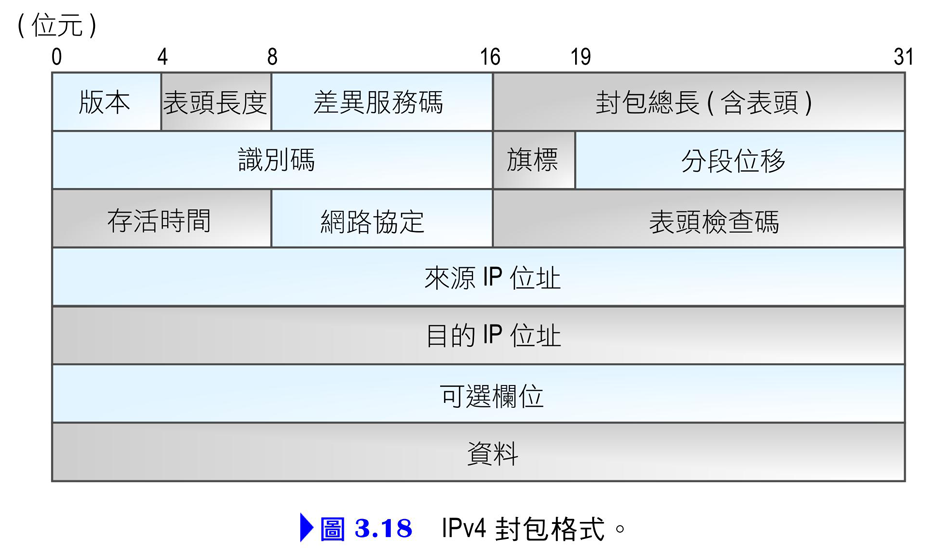 (位元)
0 4 8 16 19 31
版本 表頭長度 差異服務碼 封包總長(含表頭)
識別碼 旗標 分段位移
存活時間 網路協定 表頭檢查碼
來源 IP 位址
目的 IP 位址
可選欄位
資料
圖 3.18 IPv4 封包格式。